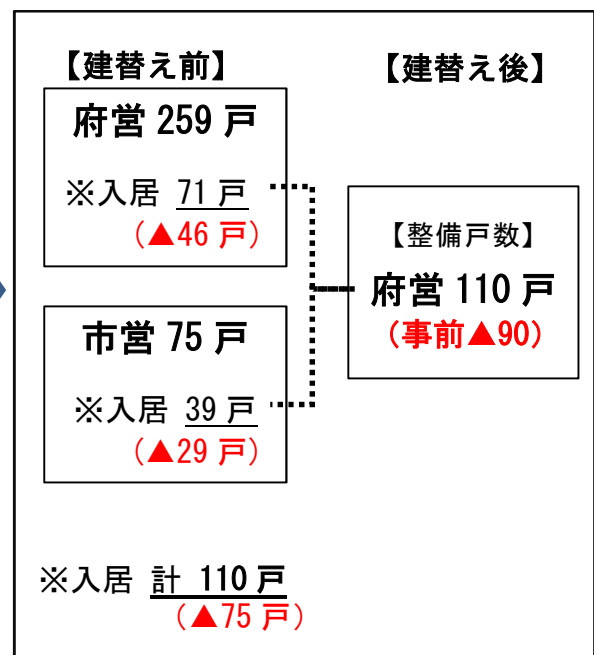 【建替え前】
府営 259 戸
※入居 71 戸
(▲46 戸)
市営 75 戸
※入居 39 戸
(▲29 戸)
※入居 計 110 戸
(▲75 戸)
【建替え後】
【整備戸数】
府営 110 戸
(事前▲90)